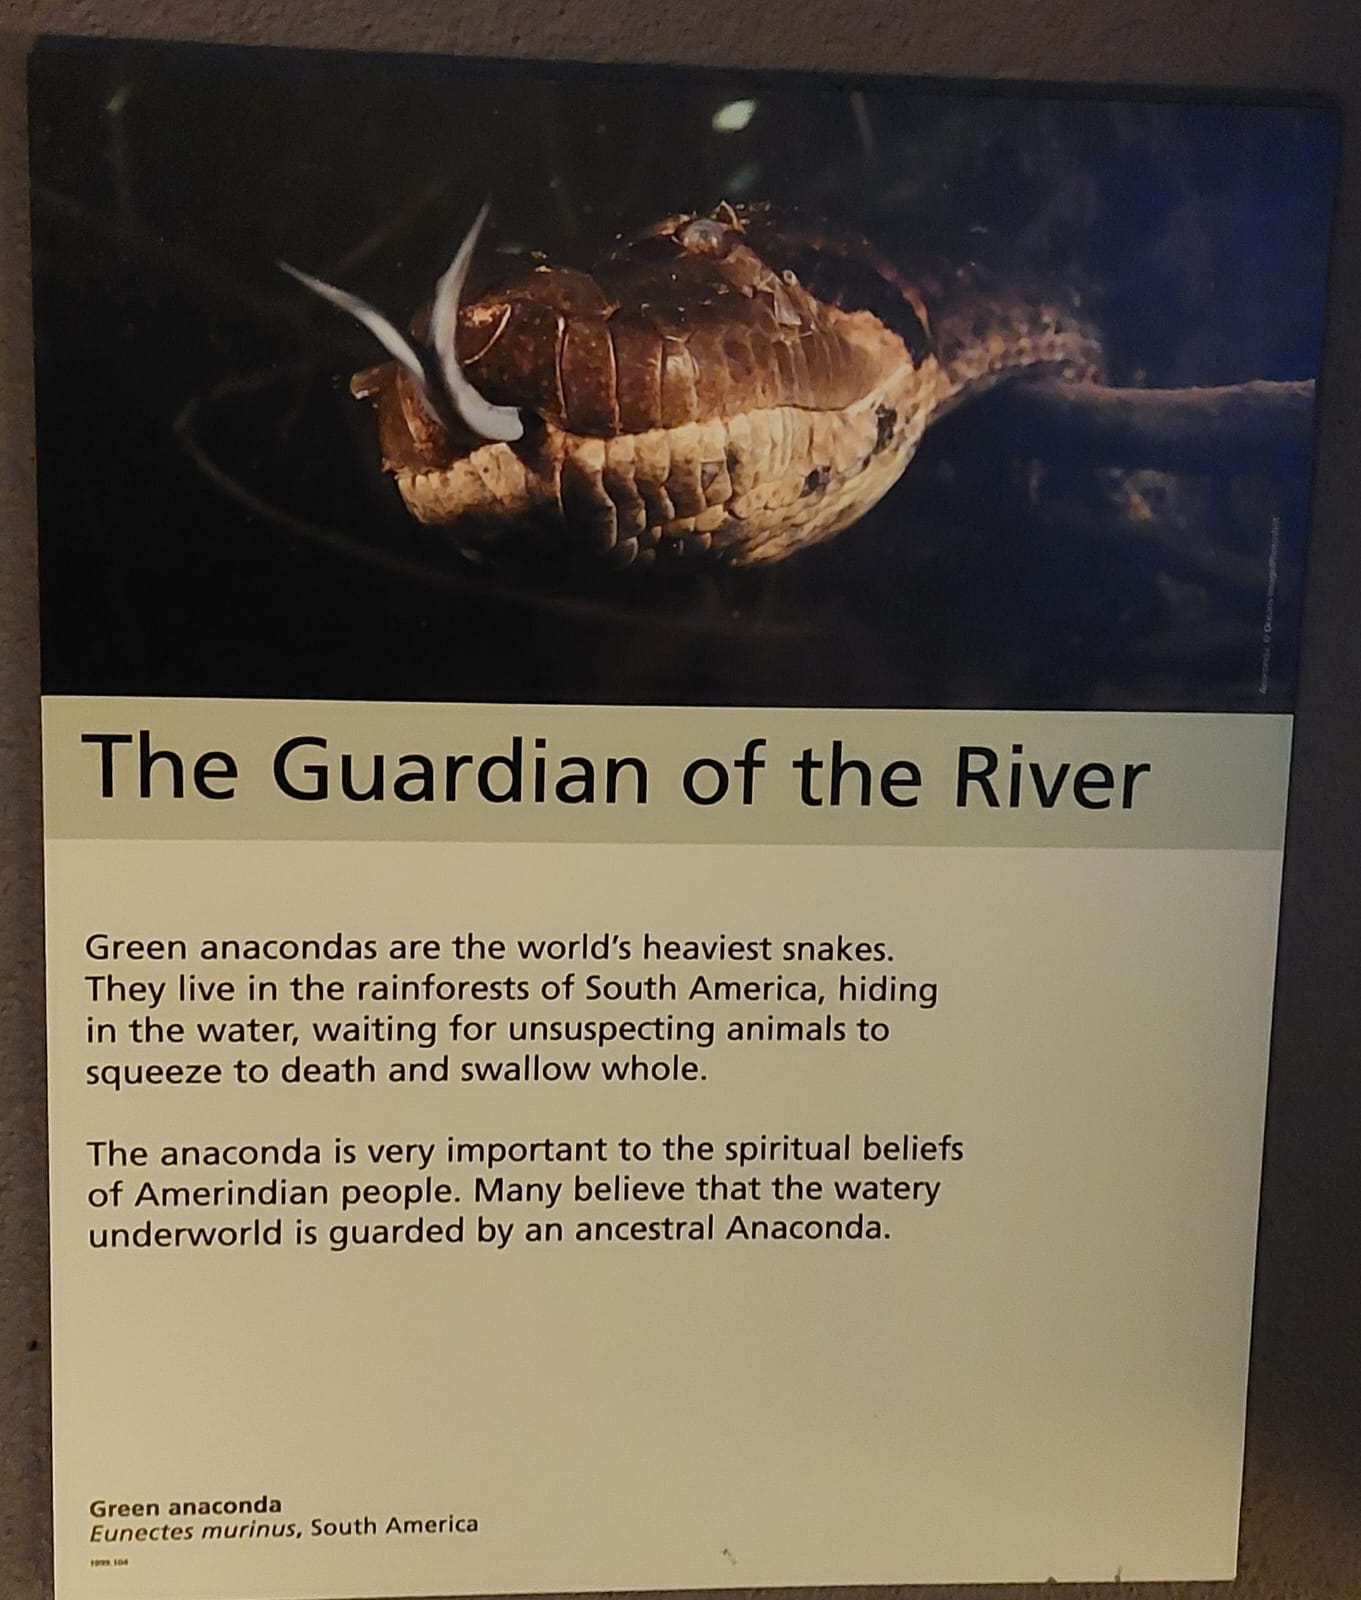 The Guardian of the River
Green anacondas are the world's heaviest snakes.
They live in the rainforests of South America, hiding
in the water, waiting for unsuspecting animals to
squeeze to death and swallow whole.
The anaconda is very important to the spiritual beliefs
of Amerindian people. Many believe that the watery
underworld is guarded by an ancestral Anaconda.
Green anaconda
Eunectes murinus, South America